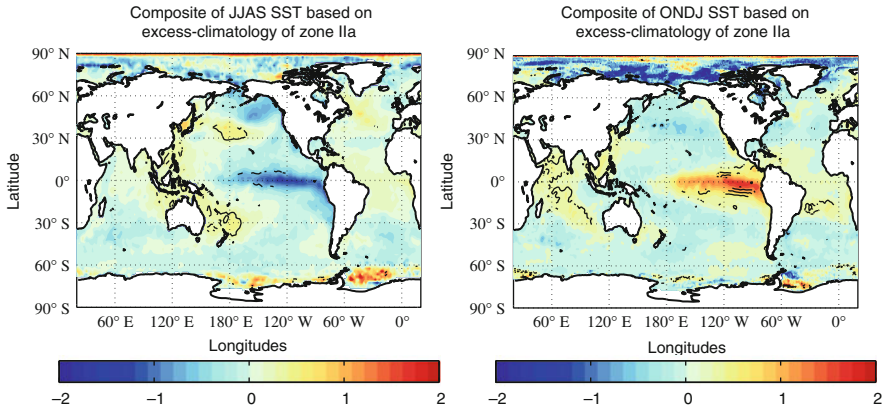 Composite of JJAS SST based on
excess-climatology of zone IIa
90° N
60° N
30° N
0°
30° S
60° S
90° S
Latitude
60° E 120° E 180° E 120° W 60° W 0°
Longitudes
−2 −1 0 1 2
Composite of ONDJ SST based on
excess-climatology of zone IIa
90° N
60° N
30° N
0°
30° S
60° S
90° S
Latitude
60° E 120° E 180° E 120° W 60° W 0°
Longitudes
−2 −1 0 1 2